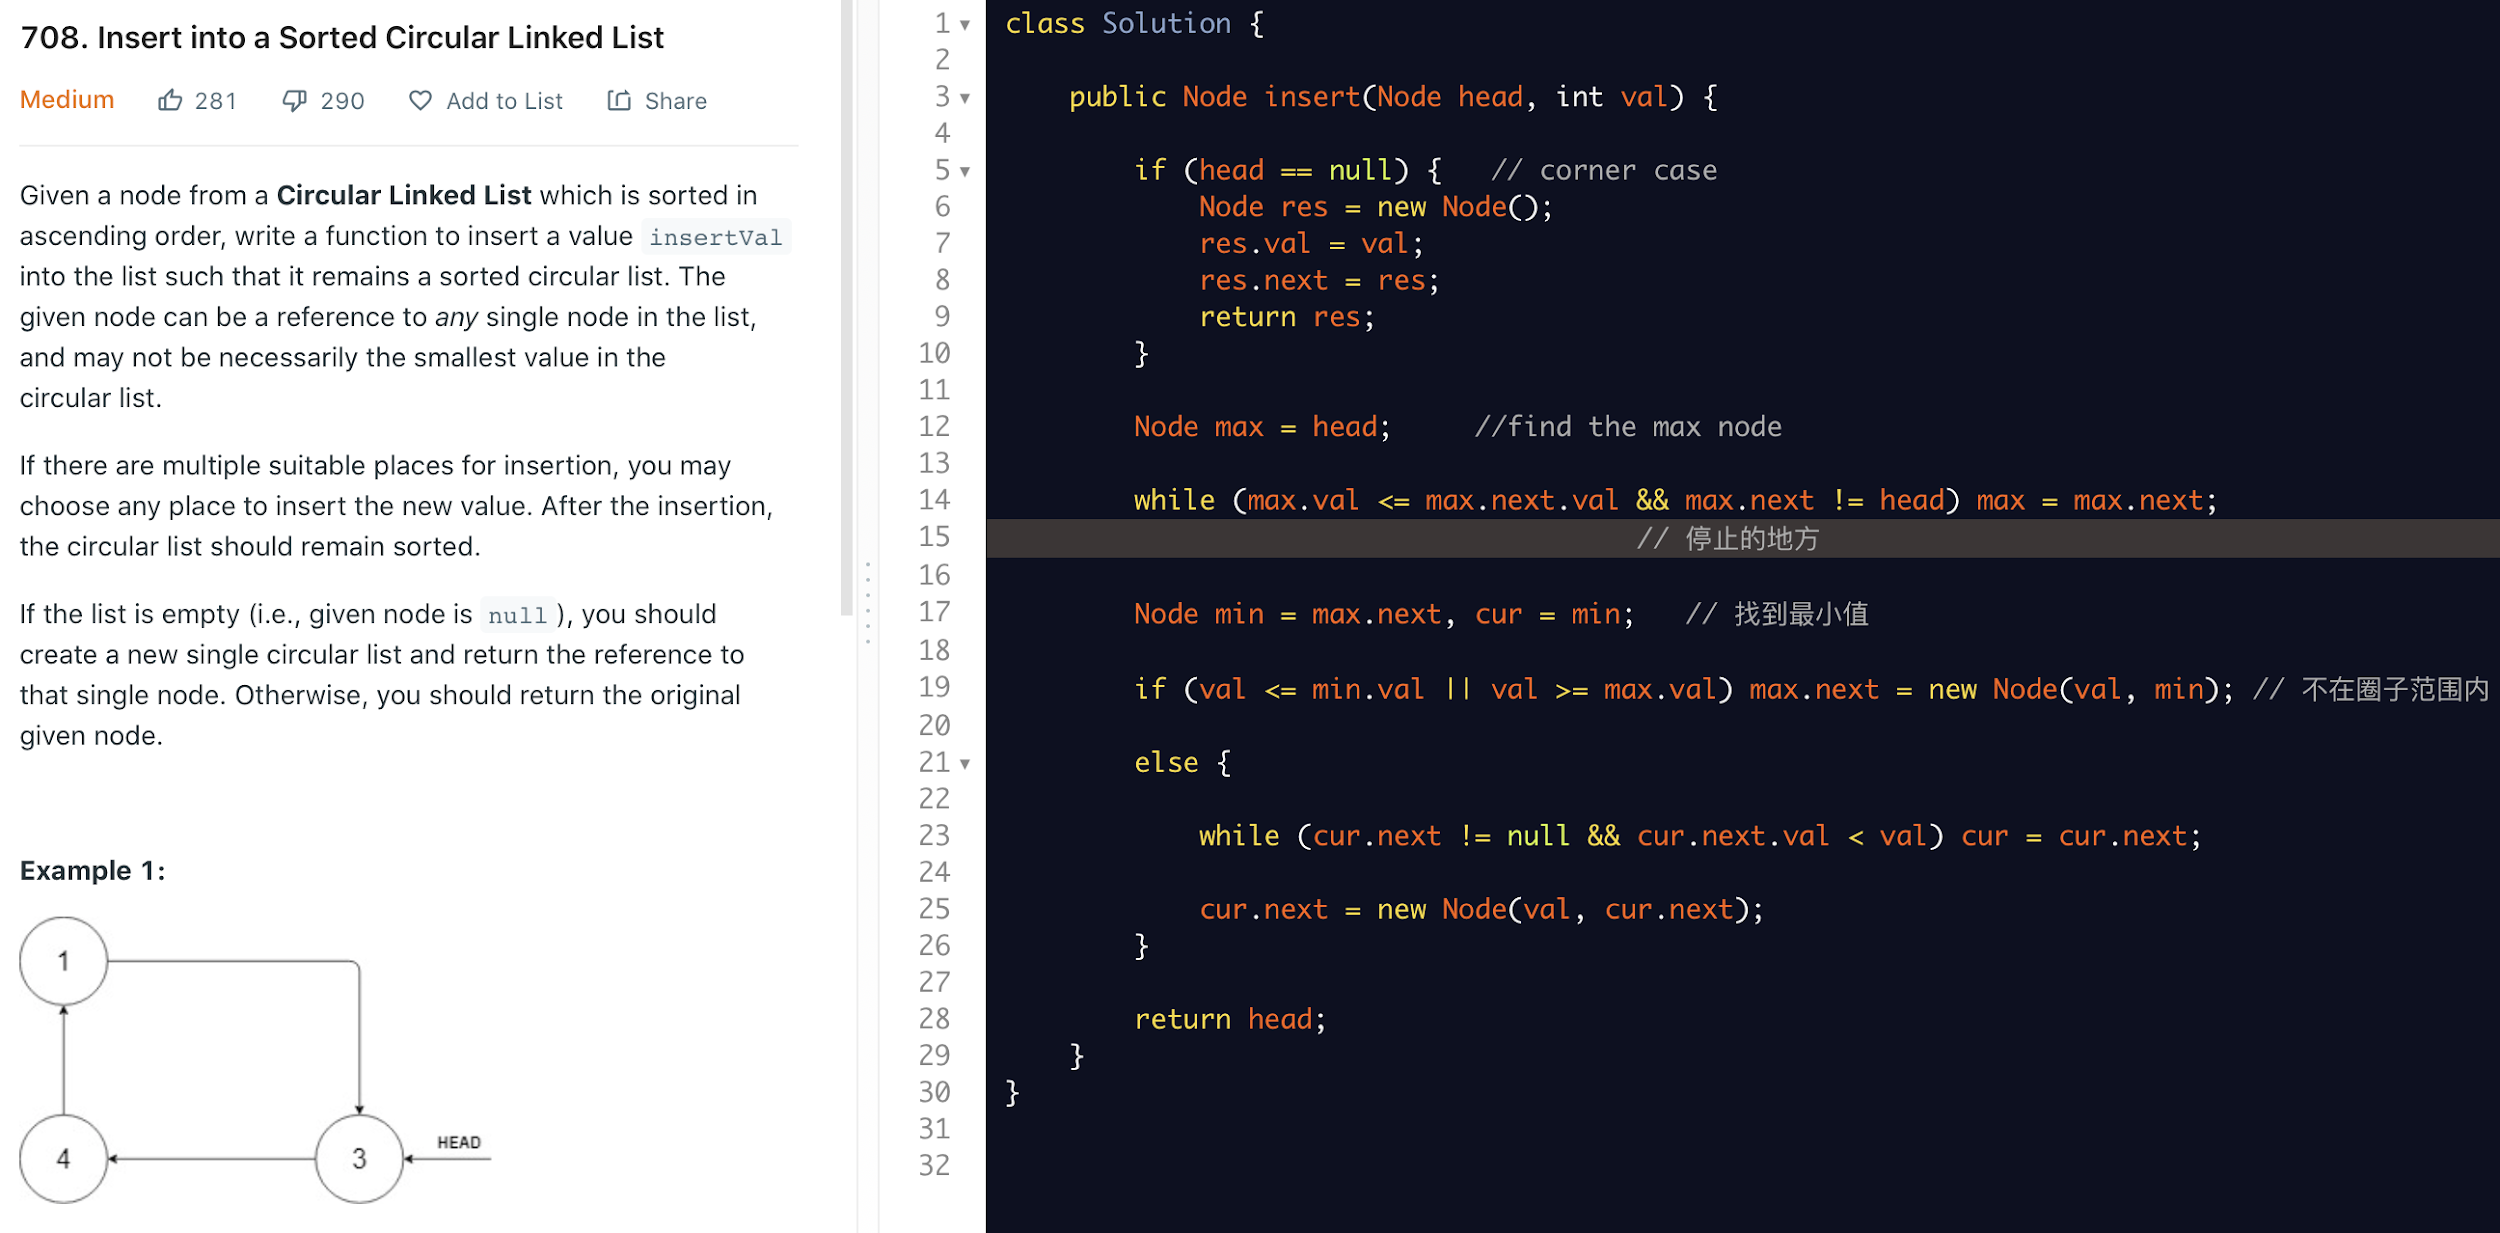 708. Insert into a Sorted Circular Linked List
Medium 281 290 Add to List Share
Given a node from a Circular Linked List which is sorted in
ascending order, write a function to insert a value insertVal
into the list such that it remains a sorted circular list. The
given node can be a reference to any single node in the list,
and may not be necessarily the smallest value in the
circular list.
If there are multiple suitable places for insertion, you may
choose any place to insert the new value. After the insertion,
the circular list should remain sorted.
If the list is empty (i.e., given node is null), you should
create a new single circular list and return the reference to
that single node. Otherwise, you should return the original
given node.
Example 1:
1
4
3
HEAD
1 class Solution {
2
3 public Node insert(Node head, int val) {
4
5 if (head == null) { // corner case
6 Node res = new Node();
7 res.val = val;
8 res.next = res;
9 return res;
10 }
11
12 Node max = head; //find the max node
13
14 while (max.val <= max.next.val && max.next != head) max = max.next;
15 // 停止的地方
16
17 Node min = max.next, cur = min; // 找到最小值
18
19 if (val <= min.val || val >= max.val) max.next = new Node(val, min); // 不在圈子范围内
20
21 else {
22
23 while (cur.next != null && cur.next.val < val) cur = cur.next;
24
25 cur.next = new Node(val, cur.next);
26 }
27
28 return head;
29 }
30 }
31
32